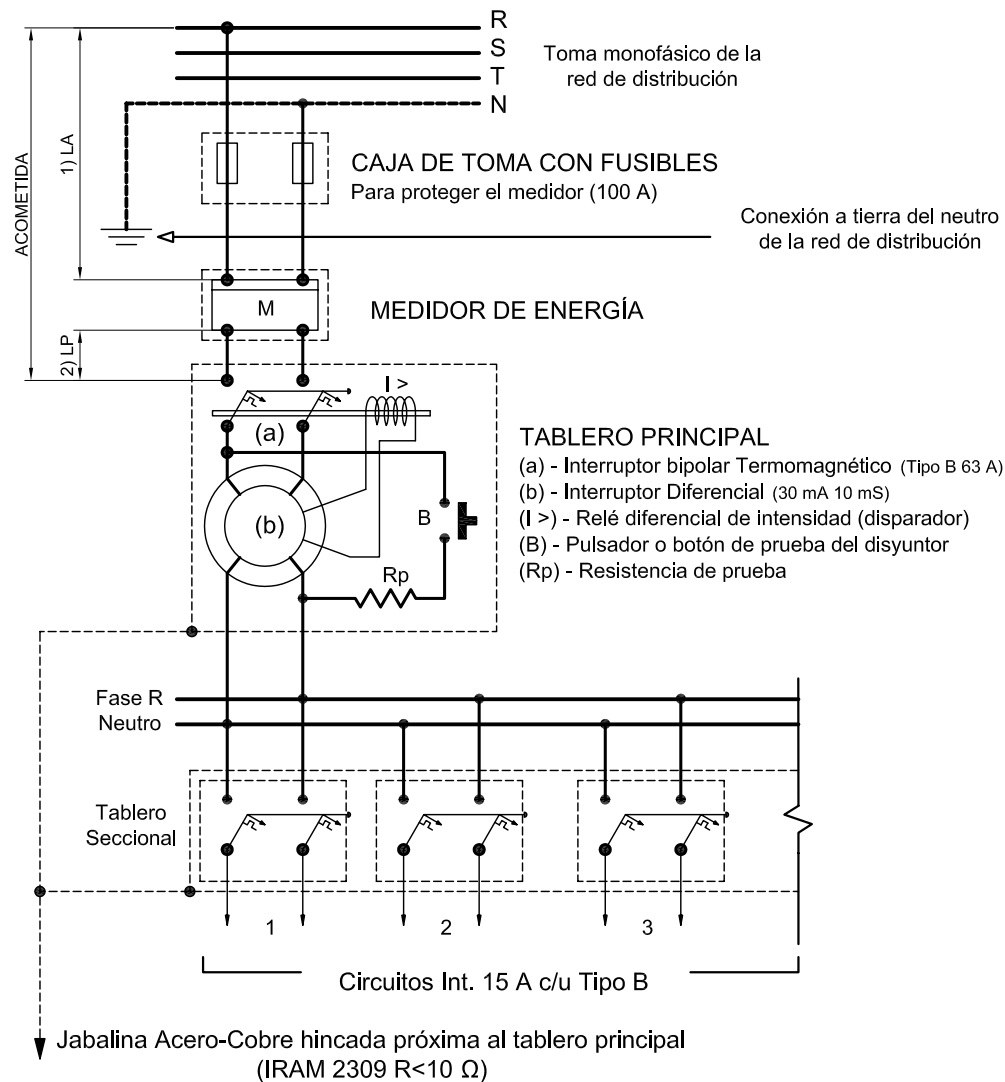 R
S
T
N
Toma monofásico de la
red de distribución
ACOMETIDA
1) LA
CAJA DE TOMA CON FUSIBLES
Para proteger el medidor (100 A)
Conexión a tierra del neutro
de la red de distribución
M
MEDIDOR DE ENERGÍA
2) LP
I >
(a)
(b)
B
Rp
TABLERO PRINCIPAL
(a) - Interruptor bipolar Termomagnético (Tipo B 63 A)
(b) - Interruptor Diferencial (30 mA 10 mS)
(I >) - Relé diferencial de intensidad (disparador)
(B) - Pulsador o botón de prueba del disyuntor
(Rp) - Resistencia de prueba
Fase R
Neutro
Tablero
Seccional
1
2
3
Circuitos Int. 15 A c/u Tipo B
Jabalina Acero-Cobre hincada próxima al tablero principal
(IRAM 2309 R<10 Ω)